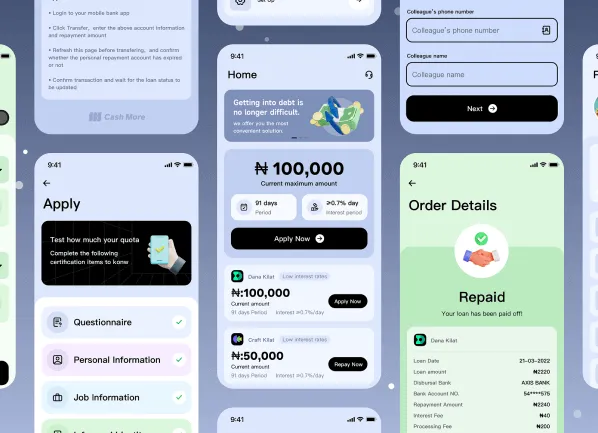 • Login to your mobile bank app
• Click Transfer, enter the above account information
and repayment amount
• Refresh this page before transferring, and confirm
whether the personal repayment account has expired
or not
• Confirm transaction and wait for the loan status to
be updated
Cash More
9:41
Apply
Test how much your quota
Complete the following
certification items to konw
Questionnaire
Personal Information
Job Information
9:41
Home
Getting into debt is
no longer difficult.
we offer you the most
convenient solution
₦ 100,000
Current maximum amount
91 days
Period
≥0.7% day
Interest period
Apply Now
Dana Kilat
Low interest rates
₦:100,000
Current amount
91 days Period Interest ≥0.7%/day
Apply Now
Craft Kilat
Low interest rates
₦:50,000
Current amount
91 days Period Interest ≥0.7%/day
Repay Now
9:41
Colleague's phone number
Colleague's phone number
Colleague name
Colleague name
Next
9:41
Order Details
Repaid
Your loan has been paid off!
Dana Kilat
Loan Date 21-03-2022
Loan amount ₦2220
Disbursal Bank AXIS BANK
Bank Account NO. 54****575
Repayment Amount ₦2240
Interest Fee ₦40
Processing Fee ₦200
9:41